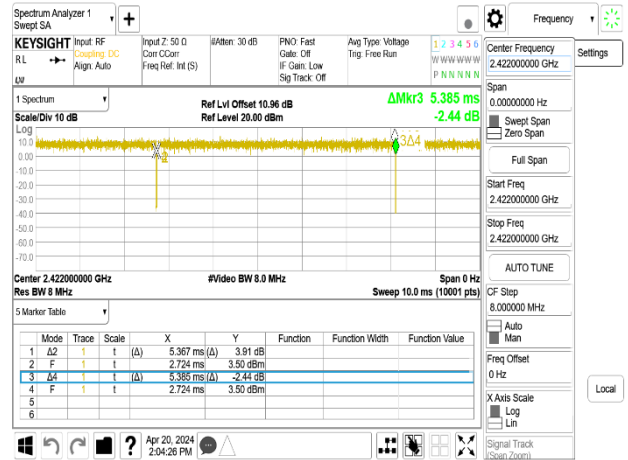 Spectrum Analyzer 1
Swept SA
+
Frequency
KEYSIGHT
RL
Input: RF
Coupling: DC
Align: Auto
Input Z: 50 Ω
Corr CCorr
Freq Ref: Int (S)
#Atten: 30 dB
PNO: Fast
Gate: Off
IF Gain: Low
Sig Track: Off
Avg Type: Voltage
Trig: Free Run
1 2 3 4 5 6
W W W W W W
P N N N N N
Center Frequency
2.422000000 GHz
Settings
Span
0.00000000 Hz
Swept Span
Zero Span
Full Span
Start Freq
2.422000000 GHz
Stop Freq
2.422000000 GHz
AUTO TUNE
CF Step
8.000000 MHz
Auto
Man
Freq Offset
0 Hz
X Axis Scale
Log
Lin
Signal Track
(Span Zoom)
Local
1 Spectrum
Scale/Div 10 dB
Ref Lvl Offset 10.96 dB
Ref Level 20.00 dBm
ΔMkr3 5.385 ms
-2.44 dB
Log
10.0
0.00
-10.0
-20.0
-30.0
-40.0
-50.0
-60.0
-70.0
3Δ4
Center 2.422000000 GHz
Res BW 8 MHz
#Video BW 8.0 MHz
Span 0 Hz
Sweep 10.0 ms (10001 pts)
5 Marker Table
Mode Trace Scale X Y Function Function Width Function Value
1 Δ2 1 t (Δ) 5.367 ms (Δ) 3.91 dB
2 F 1 t 2.724 ms 3.50 dBm
3 Δ4 1 t (Δ) 5.385 ms (Δ) -2.44 dB
4 F 1 t 2.724 ms 3.50 dBm
5
6
?
Apr 20, 2024
2:04:26 PM